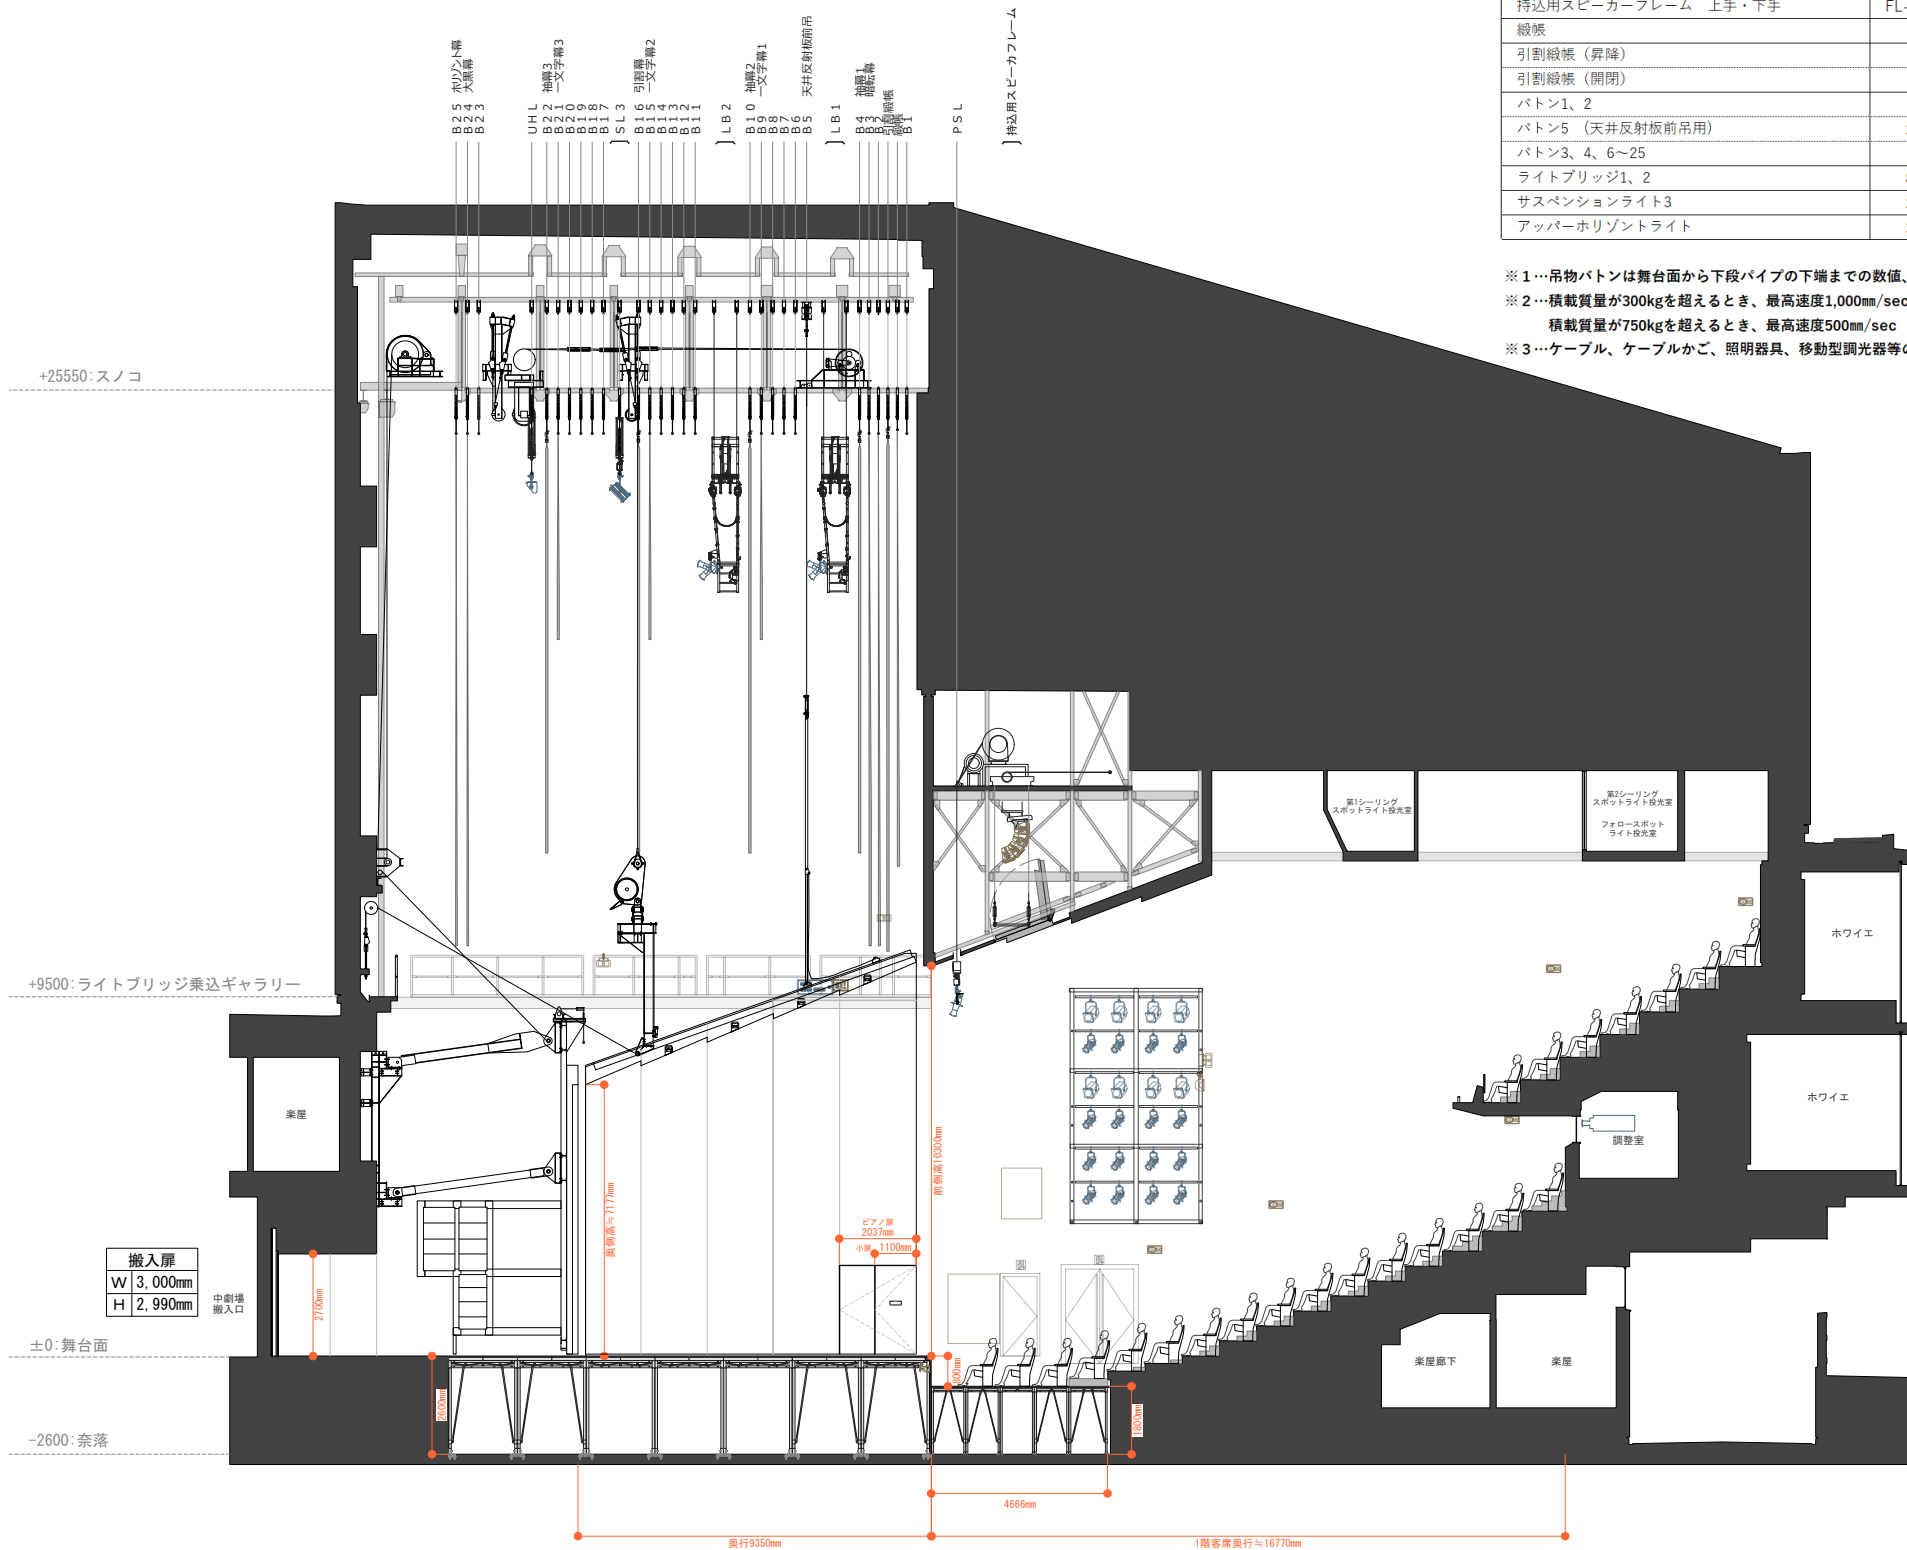 持込用スピーカーフレーム　上手・下手
緞帳
引割緞帳（昇降）
引割緞帳（開閉）
バトン1、2
バトン5　（天井反射板前吊用）
バトン3、4、6～25
ライトブリッジ1、2
サスペンションライト3
アッパーホリゾントライト
※１…吊物バトンは舞台面から下段パイプの下端までの数値、
※２…積載質量が300kgを超えるとき、最高速度1,000㎜/sec
積載質量が750kgを超えるとき、最高速度500㎜/sec
※３…ケーブル、ケーブルかご、照明器具、移動型調光器等の
B25 ホリゾント幕
B24 大黒幕
B23
UHL
B22 袖幕3
B21 一文字幕3
B20
B19
B18
B17
SL3
B16 引割幕
B15 一文字幕2
B14
B13
B12
B11
LB2
B10 袖幕2
B9 一文字幕1
B8
B7
B6
B5 天井反射板前吊
LB1
B4 袖幕1
B3 暗転幕
B2
引割緞帳
緞帳
B1
PSL
持込用スピーカフレーム
+25550:スノコ
+9500:ライトブリッジ乗込ギャラリー
±0:舞台面
-2600:奈落
第1シーリング
スポットライト投光室
第2シーリング
スポットライト投光室
フォロースポット
ライト投光室
ホワイエ
ホワイエ
調整室
楽屋
楽屋廊下
楽屋
搬入扉
W 3,000mm
H 2,990mm
中劇場
搬入口
2700mm
奥側高≒7177mm
前側高10300mm
ピアノ扉
2037mm
小扉 1100mm
2600mm
800mm
1800mm
4666mm
奥行9350mm
1階客席奥行≒16770mm